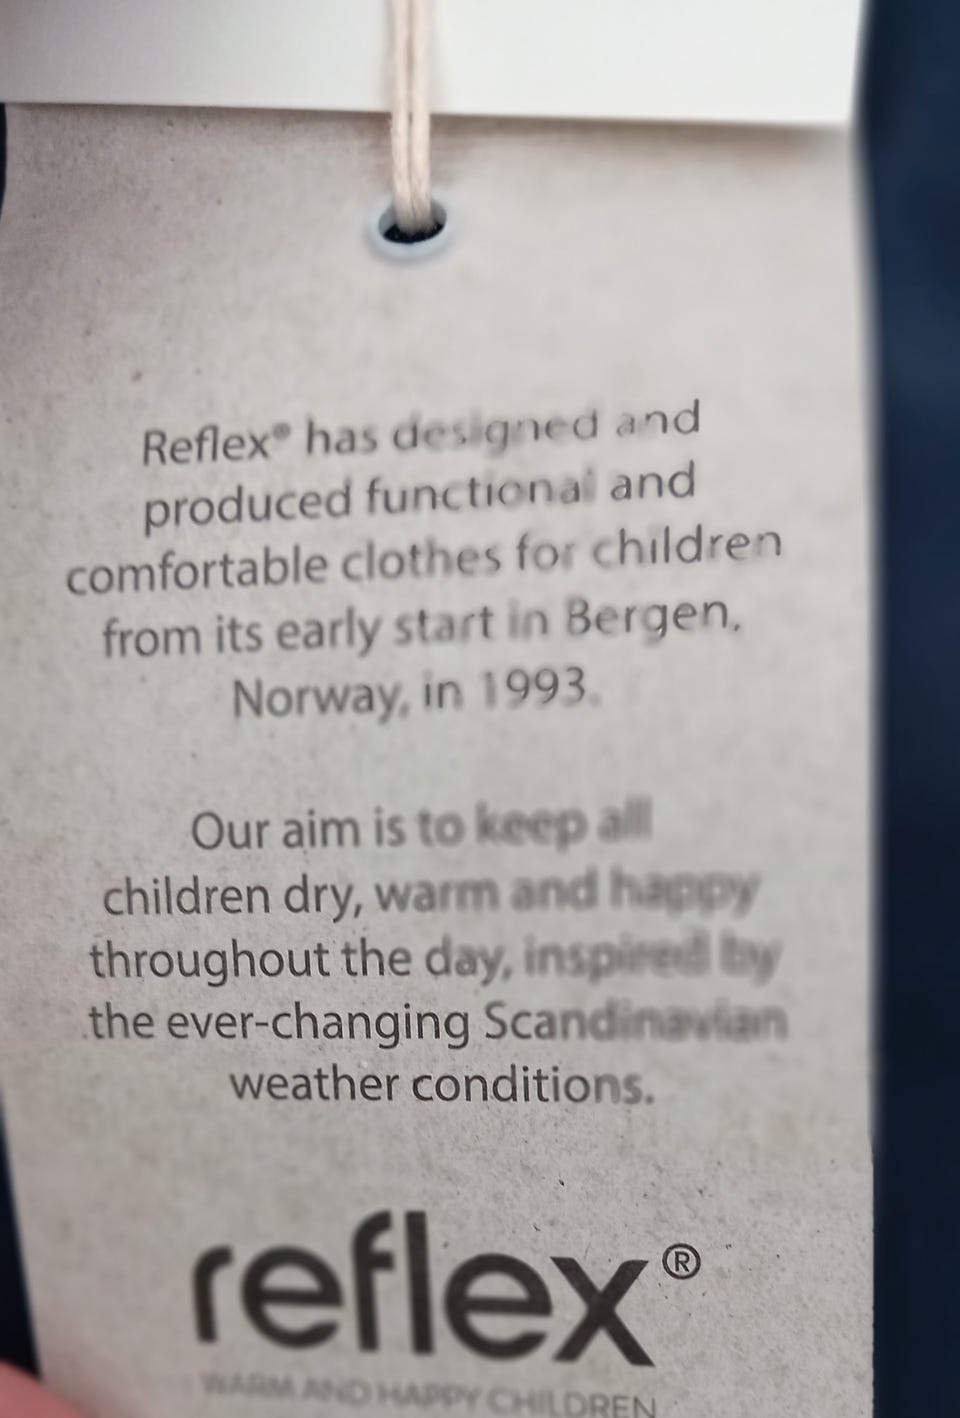 Reflex® has designed and
produced functional and
comfortable clothes for children
from its early start in Bergen,
Norway, in 1993.
Our aim is to keep all
children dry, warm and happy
throughout the day, inspired by
the ever-changing Scandinavian
weather conditions.
reflex®
WARM AND HAPPY CHILDREN